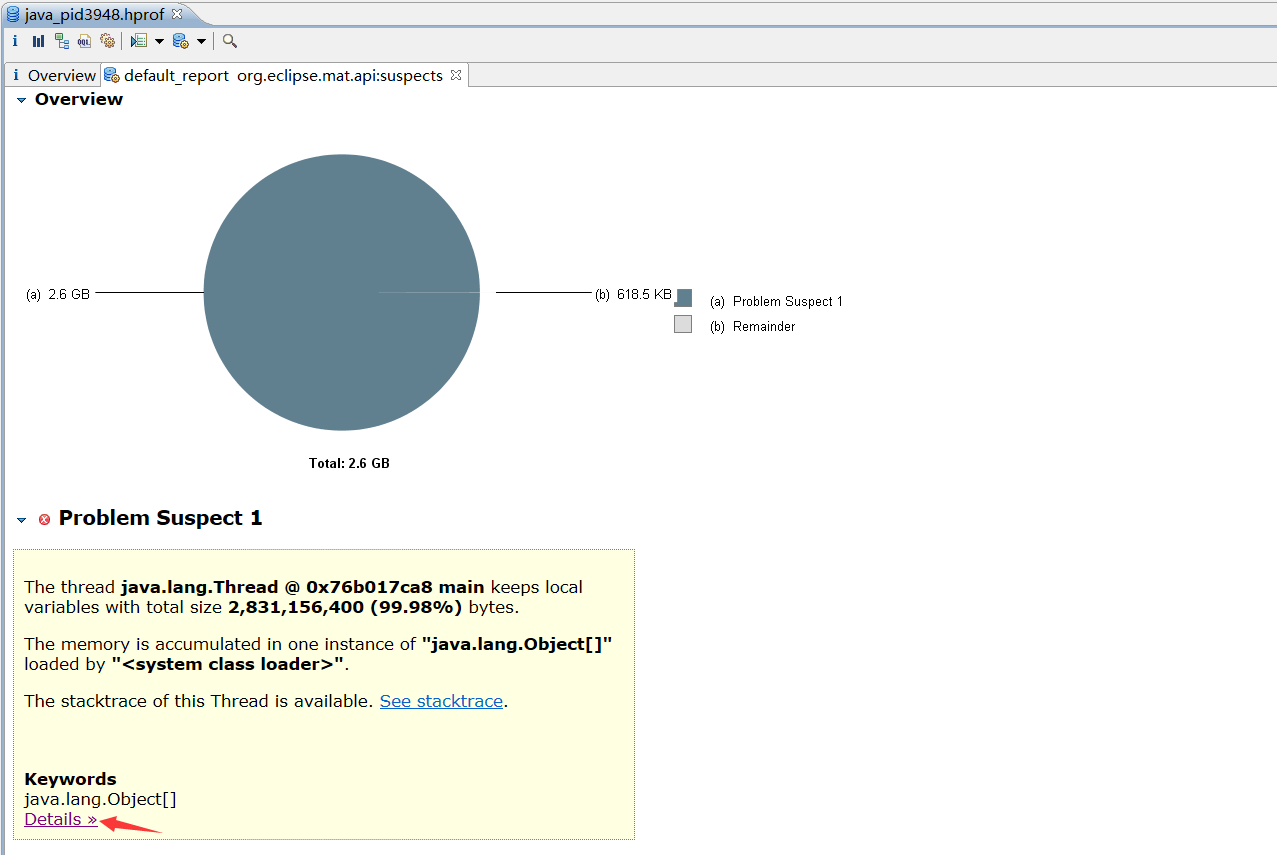 java_pid3948.hprof
i OQL
i Overview default_report org.eclipse.mat.api:suspects
Overview
(a) 2.6 GB
(b) 618.5 KB
(a) Problem Suspect 1
(b) Remainder
Total: 2.6 GB
Problem Suspect 1
The thread java.lang.Thread @ 0x76b017ca8 main keeps local
variables with total size 2,831,156,400 (99.98%) bytes.
The memory is accumulated in one instance of "java.lang.Object[]"
loaded by "<system class loader>".
The stacktrace of this Thread is available. See stacktrace.
Keywords
java.lang.Object[]
Details »